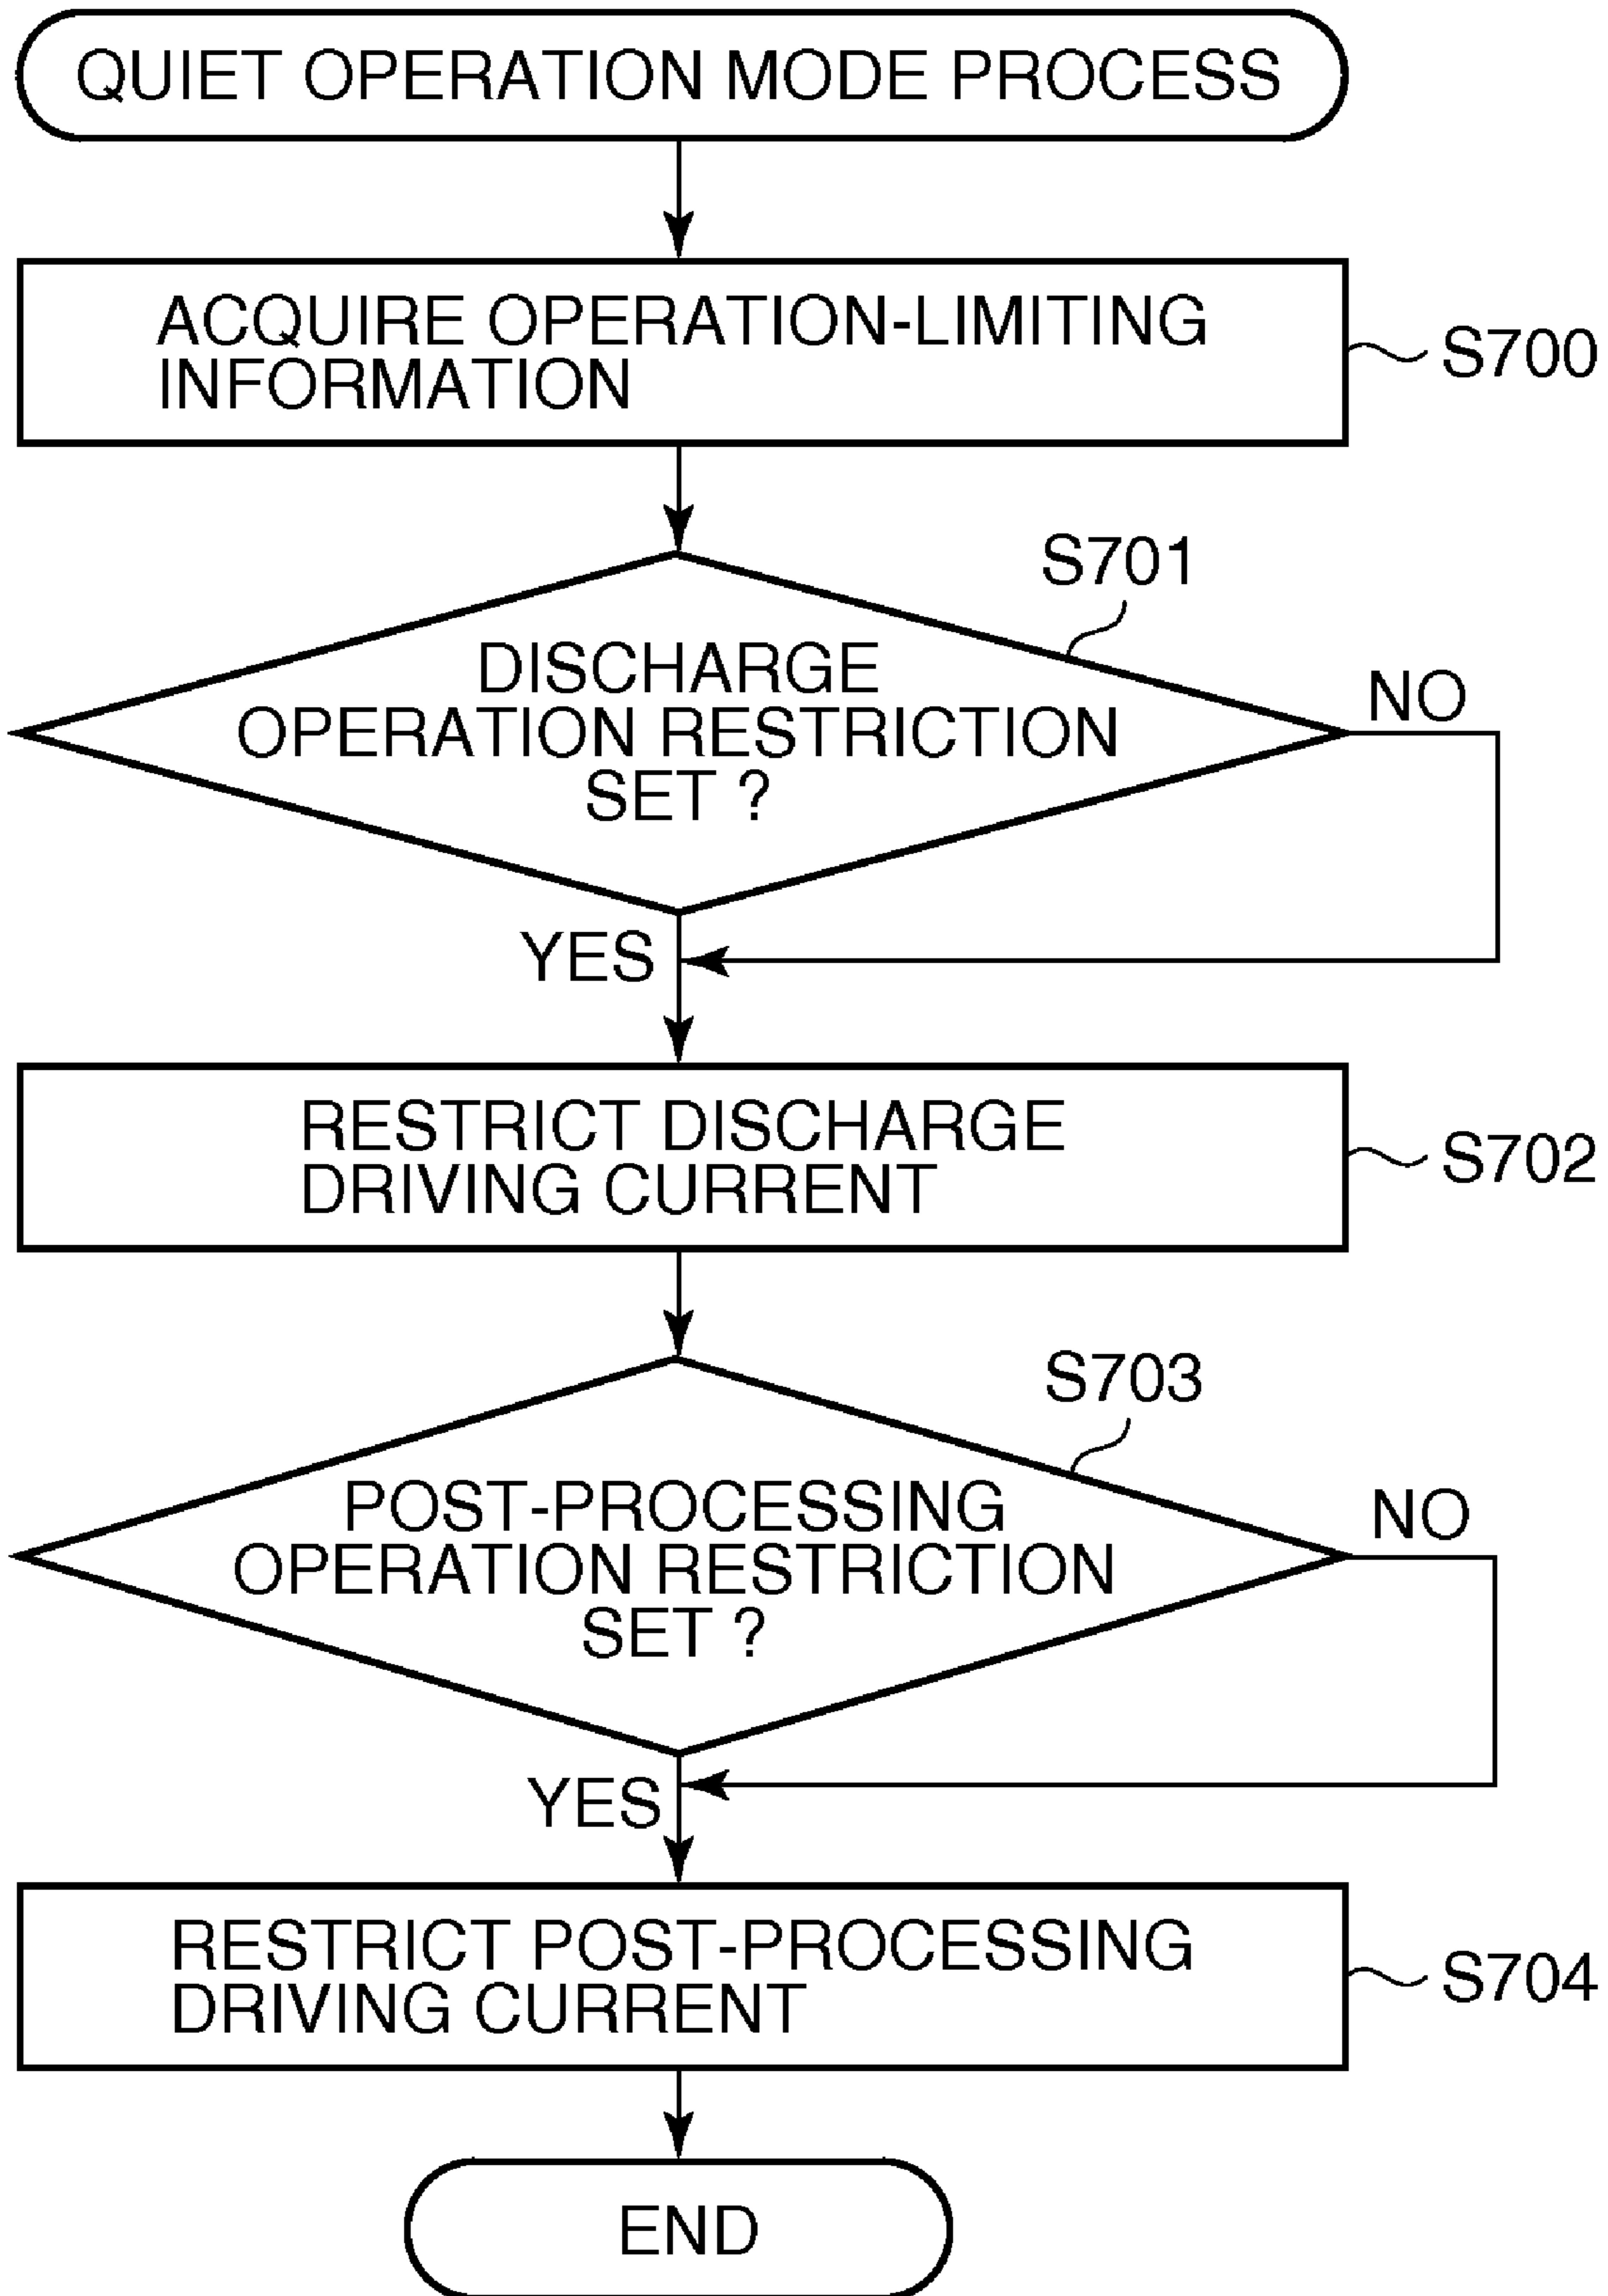 QUIET OPERATION MODE PROCESS
ACQUIRE OPERATION-LIMITING
INFORMATION
S700
S701
DISCHARGE
OPERATION RESTRICTION
SET ?
NO
YES
RESTRICT DISCHARGE
DRIVING CURRENT
S702
S703
POST-PROCESSING
OPERATION RESTRICTION
SET ?
NO
YES
RESTRICT POST-PROCESSING
DRIVING CURRENT
S704
END